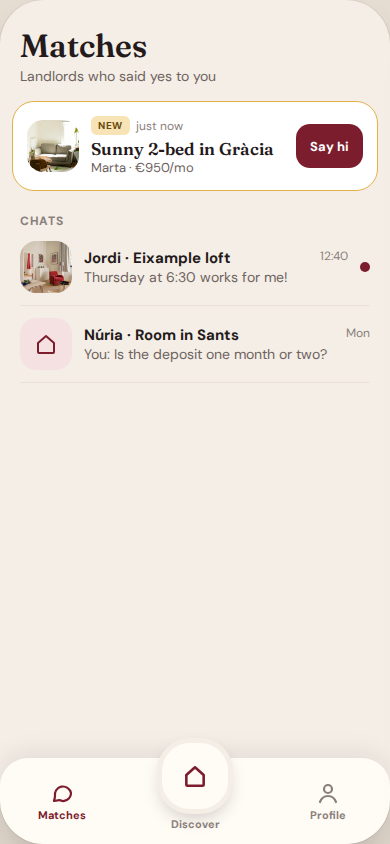 Matches
Landlords who said yes to you
NEW just now
Sunny 2-bed in Gràcia
Marta · €950/mo
Say hi
CHATS
Jordi · Eixample loft 12:40
Thursday at 6:30 works for me!
Núria · Room in Sants Mon
You: Is the deposit one month or two?
Matches
Discover
Profile